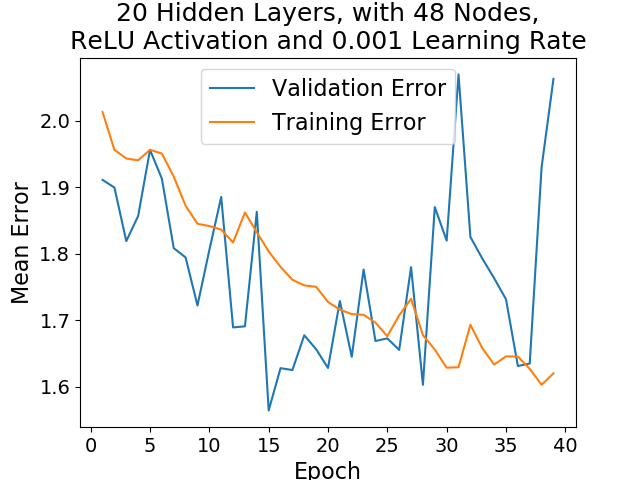 20 Hidden Layers, with 48 Nodes,
ReLU Activation and 0.001 Learning Rate
Validation Error
Training Error
Mean Error
2.0
1.9
1.8
1.7
1.6
0 5 10 15 20 25 30 35 40
Epoch